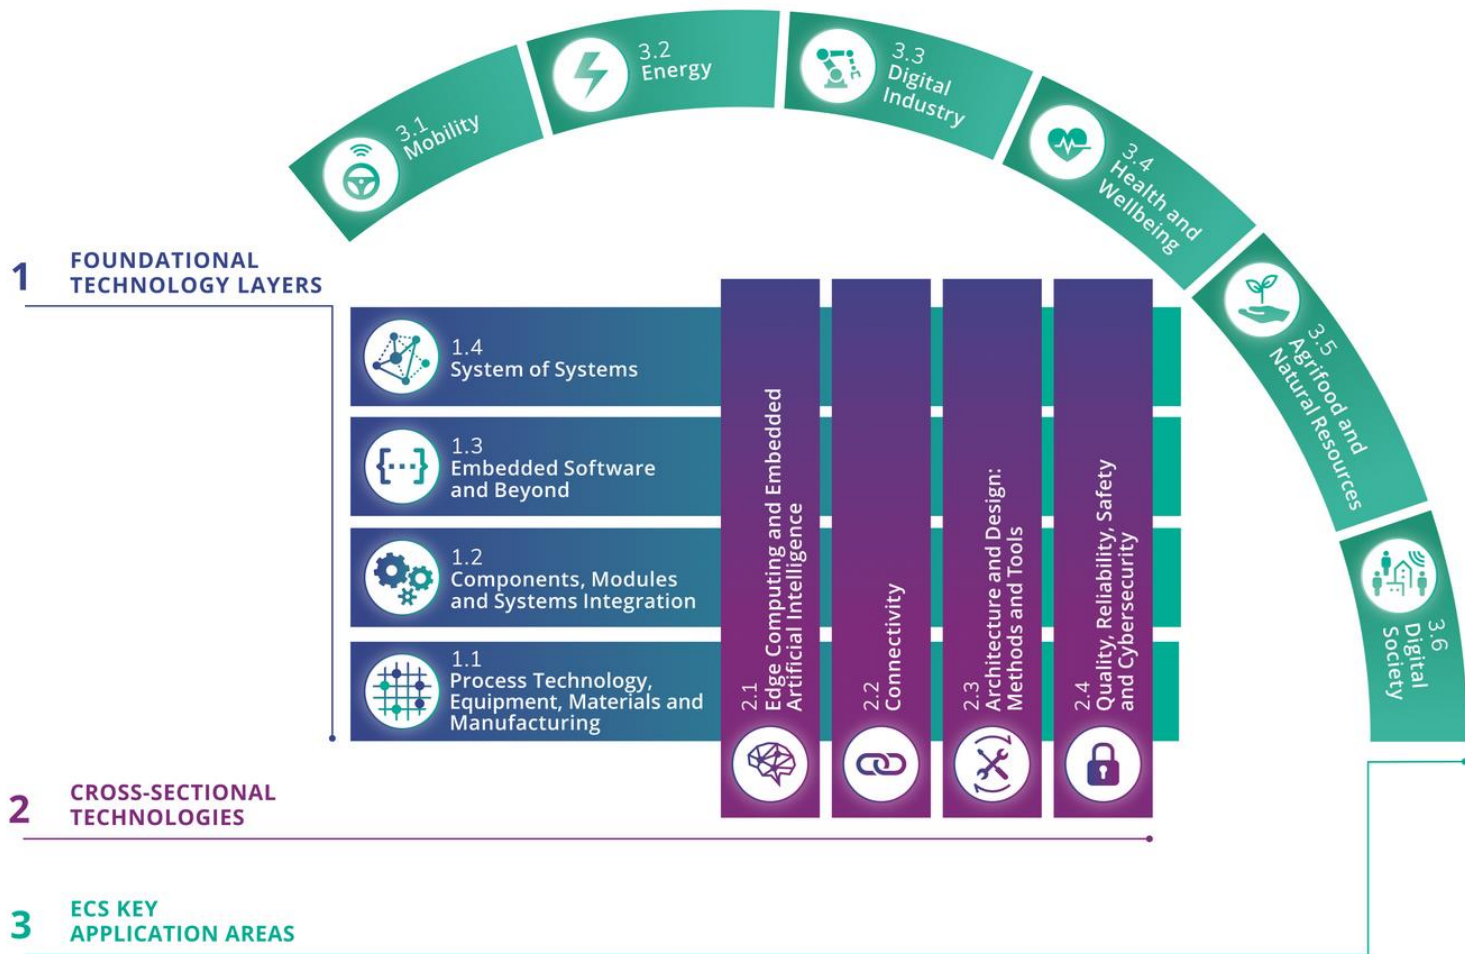 3.1
Mobility
3.2
Energy
3.3
Digital
Industry
3.4
Health and
Wellbeing
3.5
Agrifood and
Natural Resources
3.6
Digital
Society
1
FOUNDATIONAL
TECHNOLOGY LAYERS
1.4
System of Systems
1.3
Embedded Software
and Beyond
1.2
Components, Modules
and Systems Integration
1.1
Process Technology,
Equipment, Materials and
Manufacturing
2.1
Edge Computing and Embedded
Artificial Intelligence
2.2
Connectivity
2.3
Architecture and Design:
Methods and Tools
2.4
Quality, Reliability, Safety
and Cybersecurity
2
CROSS-SECTIONAL
TECHNOLOGIES
3
ECS KEY
APPLICATION AREAS